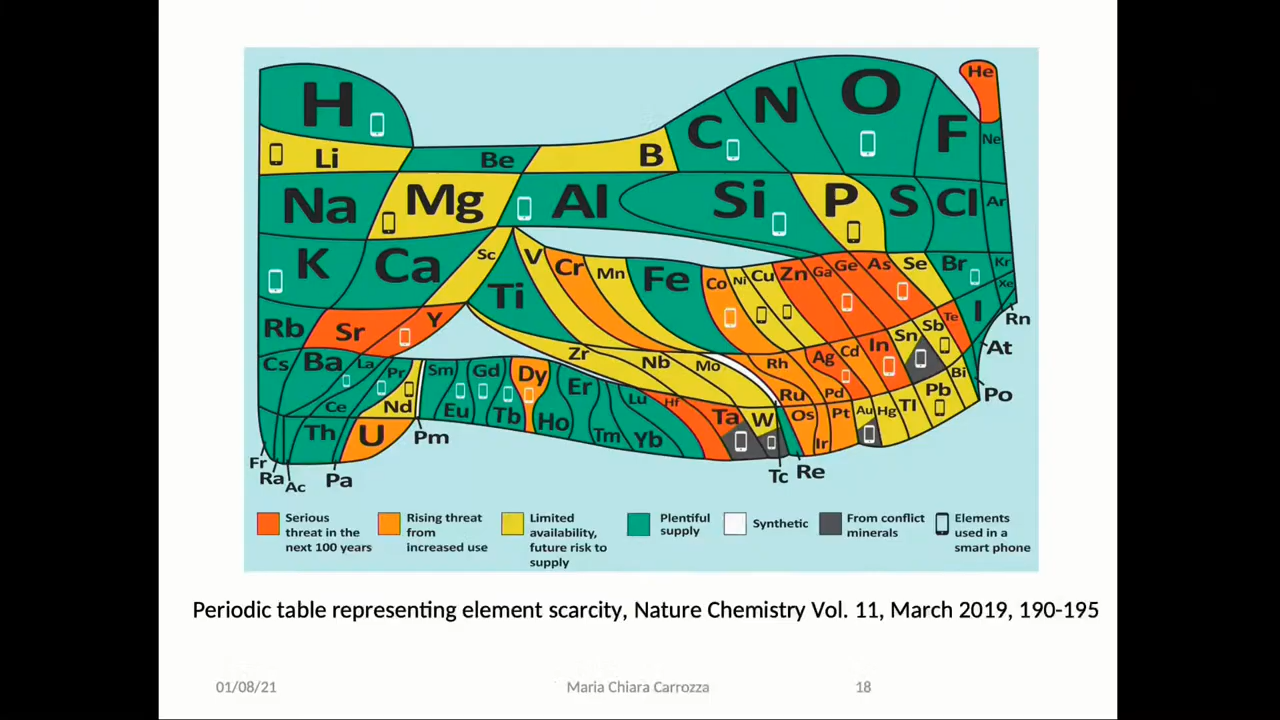 H
He
Li
Be
B
C
N
O
F
Ne
Na
Mg
Al
Si
P
S
Cl
Ar
K
Ca
Sc
Ti
V
Cr
Mn
Fe
Co
Ni
Cu
Zn
Ga
Ge
As
Se
Br
Kr
Rb
Sr
Y
Zr
Nb
Mo
Tc
Ru
Rh
Pd
Ag
Cd
In
Sn
Sb
Te
I
Xe
Cs
Ba
La
Ce
Pr
Nd
Pm
Sm
Eu
Gd
Tb
Dy
Ho
Er
Tm
Yb
Lu
Hf
Ta
W
Re
Os
Ir
Pt
Au
Hg
Tl
Pb
Bi
Po
At
Rn
Fr
Ra
Ac
Th
Pa
U
Serious
threat in the
next 100 years
Rising threat
from
increased use
Limited
availability,
future risk to
supply
Plentiful
supply
Synthetic
From conflict
minerals
Elements
used in a
smart phone
Periodic table representing element scarcity, Nature Chemistry Vol. 11, March 2019, 190-195
01/08/21
Maria Chiara Carrozza
18